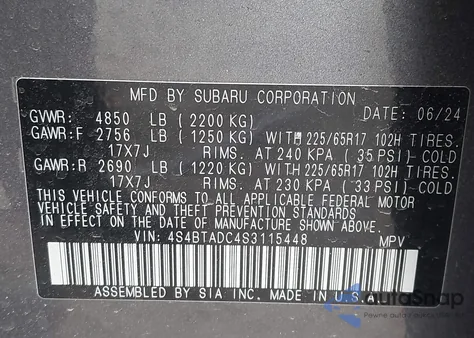 MFD BY SUBARU CORPORATION DATE: 06/24
GVWR: 4850 LB (2200 KG)
GAWR:F 2756 LB (1250 KG) WITH 225/65R17 102H TIRES.
17X7J RIMS. AT 240 KPA (35 PSI) COLD
GAWR:R 2690 LB (1220 KG) WITH 225/65R17 102H TIRES.
17X7J RIMS. AT 230 KPA (33 PSI) COLD
THIS VEHICLE CONFORMS TO ALL APPLICABLE FEDERAL MOTOR
VEHICLE SAFETY AND THEFT PREVENTION STANDARDS IN EFFECT
ON THE DATE OF MANUFACTURE SHOWN ABOVE.
VIN: 4S4BTADC4S3115448 MPV
ASSEMBLED BY SIA INC. MADE IN U.S.A.
AutoSnap